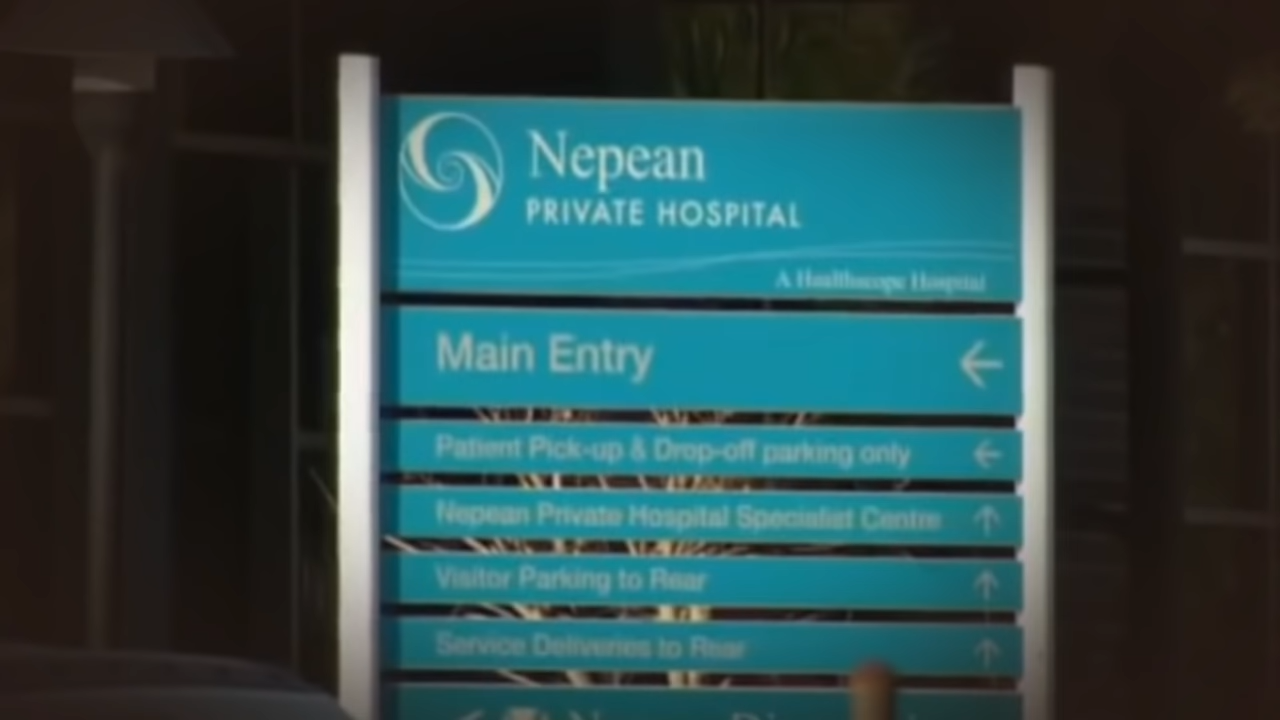 Nepean
PRIVATE HOSPITAL
A Healthscope Hospital
Main Entry
Patient Pick-up & Drop-off parking only
Nepean Private Hospital Specialist Centre
Visitor Parking to Rear
Service Deliveries to Rear